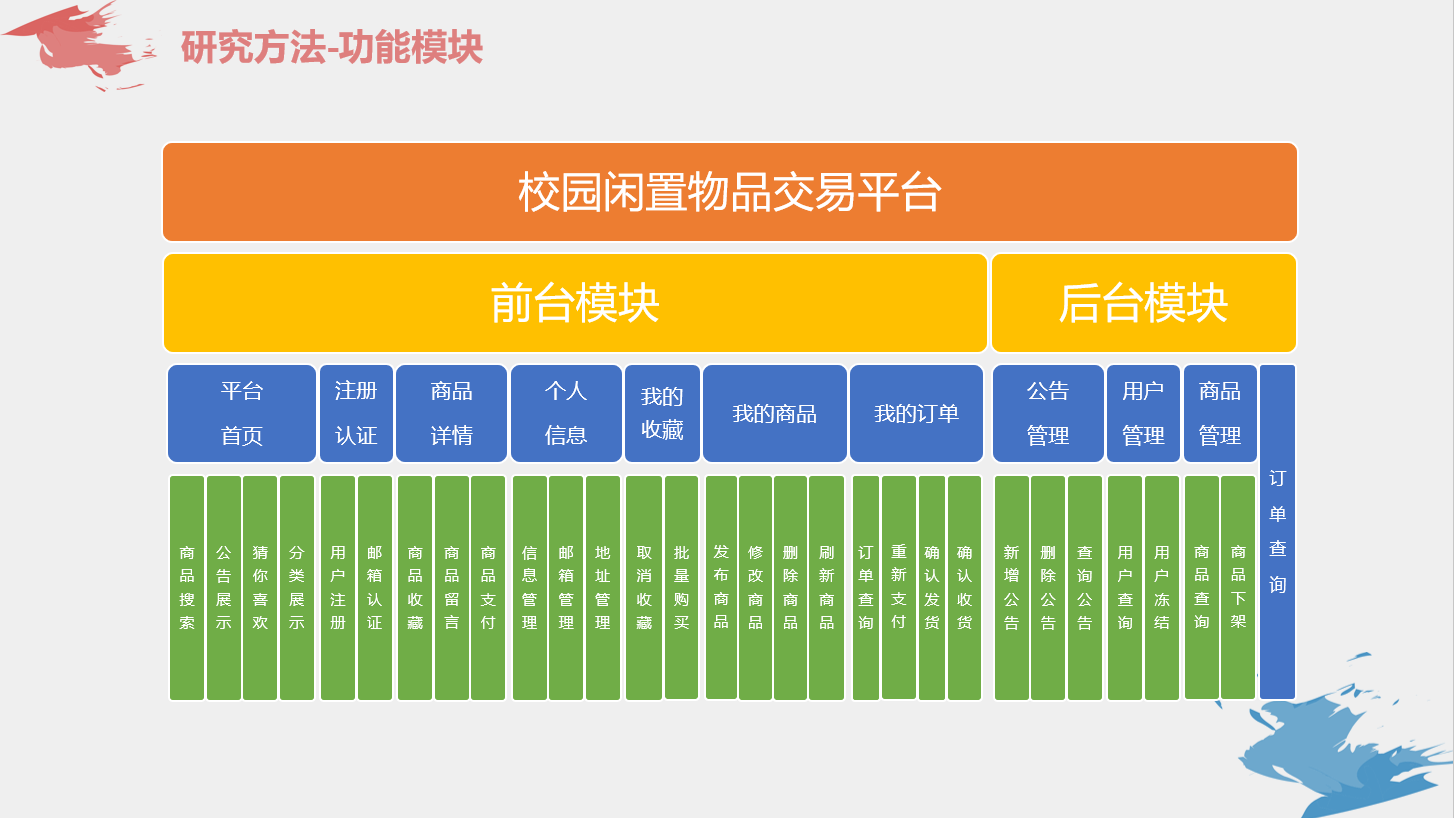 研究方法-功能模块
校园闲置物品交易平台
前台模块
后台模块
平台
首页
注册
认证
商品
详情
个人
信息
我的
收藏
我的商品
我的订单
公告
管理
用户
管理
商品
管理
订单查询
商品搜索
公告展示
猜你喜欢
分类展示
用户注册
邮箱认证
商品收藏
商品留言
商品支付
信息管理
邮箱管理
地址管理
取消收藏
批量购买
发布商品
修改商品
删除商品
刷新商品
订单查询
重新支付
确认发货
确认收货
新增公告
删除公告
查询公告
用户查询
用户冻结
商品查询
商品下架